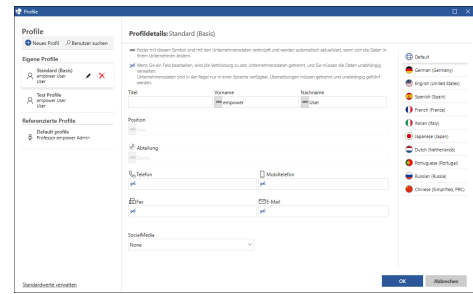 Profile
Profile
Neues Profil
Benutzer suchen
Eigene Profile
Standard (Basis)
empower User
User
Test Profile
empower User
User
Referenzierte Profile
Default profile
Professor empower Admin
Standardwerte verwalten
Profildetails: Standard (Basis)
Felder mit diesem Symbol sind mit den Unternehmensdaten verknüpft und werden automatisch aktualisiert, wenn sich die Daten in
Ihrem Unternehmen ändern.
Wenn Sie ein Feld bearbeiten, wird die Verbindung zu den Unternehmensdaten getrennt, und Sie müssen die Daten unabhängig
verwalten.
Unternehmensdaten sind in der Regel nur in einer Sprache verfügbar. Übersetzungen müssen getrennt und unabhängig geführt
werden.
Titel
Vorname
Nachname
empower
User
Position
Abteilung
Telefon
Mobiltelefon
Fax
E-Mail
SocialMedia
None
Default
German (Germany)
English (United States)
Spanish (Spain)
French (France)
Italian (Italy)
Japanese (Japan)
Dutch (Netherlands)
Portuguese (Portugal)
Russian (Russia)
Chinese (Simplified, PRC)
OK
Abbrechen